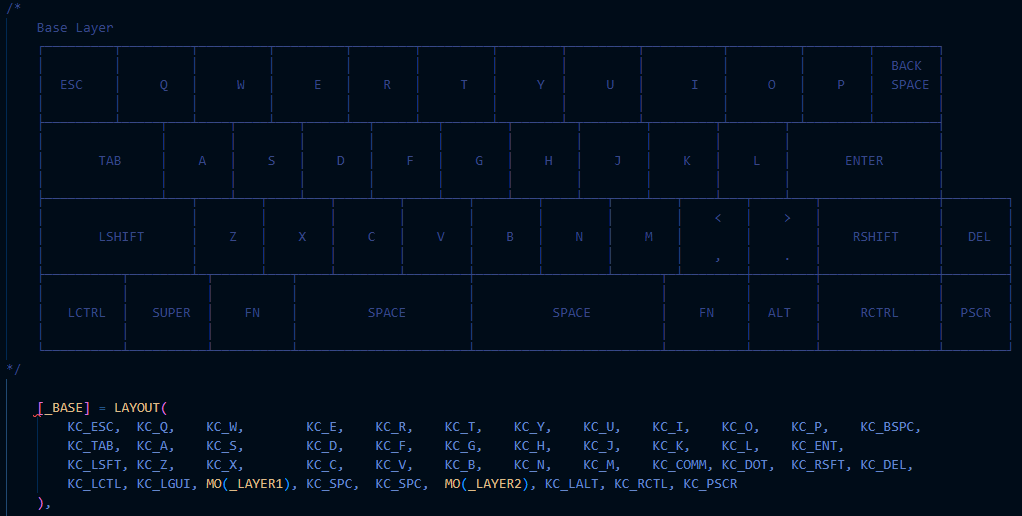 /*
Base Layer
BACK
ESC Q W E R T Y U I O P SPACE
TAB A S D F G H J K L ENTER
< >
LSHIFT Z X C V B N M RSHIFT DEL
, .
LCTRL SUPER FN SPACE SPACE FN ALT RCTRL PSCR
*/
[_BASE] = LAYOUT(
KC_ESC, KC_Q, KC_W, KC_E, KC_R, KC_T, KC_Y, KC_U, KC_I, KC_O, KC_P, KC_BSPC,
KC_TAB, KC_A, KC_S, KC_D, KC_F, KC_G, KC_H, KC_J, KC_K, KC_L, KC_ENT,
KC_LSFT, KC_Z, KC_X, KC_C, KC_V, KC_B, KC_N, KC_M, KC_COMM, KC_DOT, KC_RSFT, KC_DEL,
KC_LCTL, KC_LGUI, MO(_LAYER1), KC_SPC, KC_SPC, MO(_LAYER2), KC_LALT, KC_RCTL, KC_PSCR
),